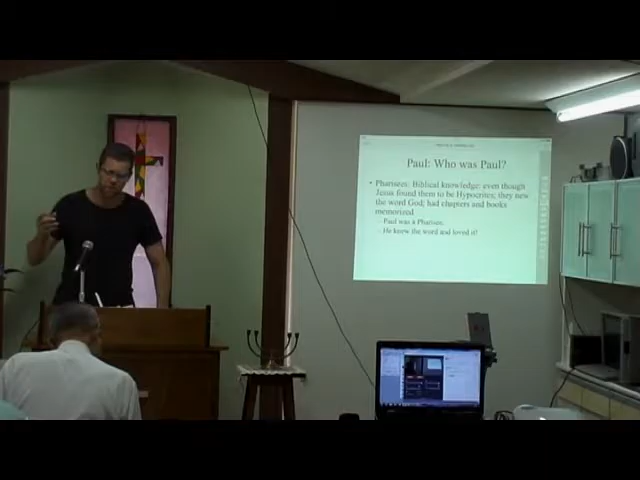 Paul: Who was Paul?
• Pharisees: Biblical knowledge: even though
Jesus found them to be Hypocrites; they new
the word God; had chapters and books
memorized
– Paul was a Pharisee.
– He knew the word and loved it!